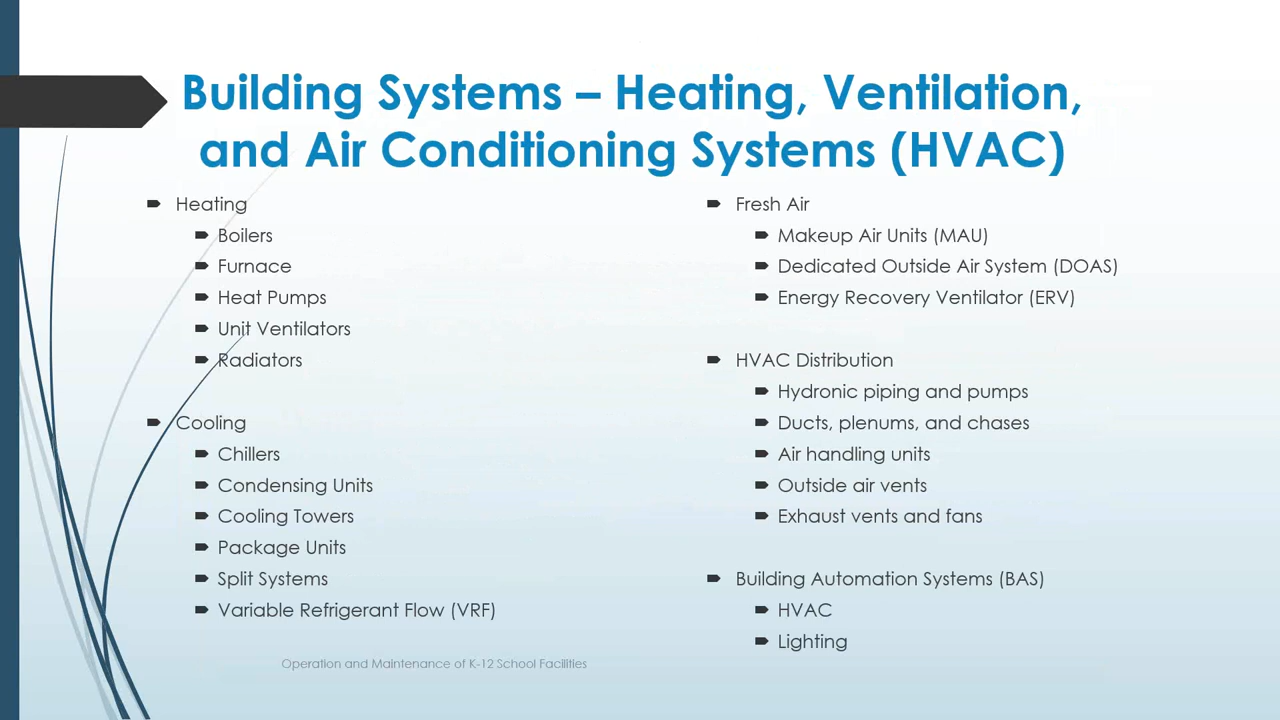 Building Systems – Heating, Ventilation,
and Air Conditioning Systems (HVAC)
Heating
Boilers
Furnace
Heat Pumps
Unit Ventilators
Radiators
Cooling
Chillers
Condensing Units
Cooling Towers
Package Units
Split Systems
Variable Refrigerant Flow (VRF)
Fresh Air
Makeup Air Units (MAU)
Dedicated Outside Air System (DOAS)
Energy Recovery Ventilator (ERV)
HVAC Distribution
Hydronic piping and pumps
Ducts, plenums, and chases
Air handling units
Outside air vents
Exhaust vents and fans
Building Automation Systems (BAS)
HVAC
Lighting
Operation and Maintenance of K-12 School Facilities